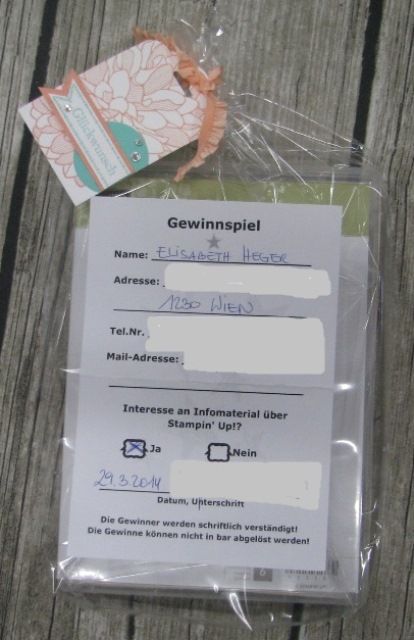 Glückwunsch
Gewinnspiel
Name: ELISABETH HEGER
Adresse:
1230 WIEN
Tel.Nr.
Mail-Adresse:
Interesse an Infomaterial über
Stampin' Up!?
Ja Nein
29.3.2014
Datum, Unterschrift
Die Gewinner werden schriftlich verständigt!
Die Gewinne können nicht in bar abgelöst werden!